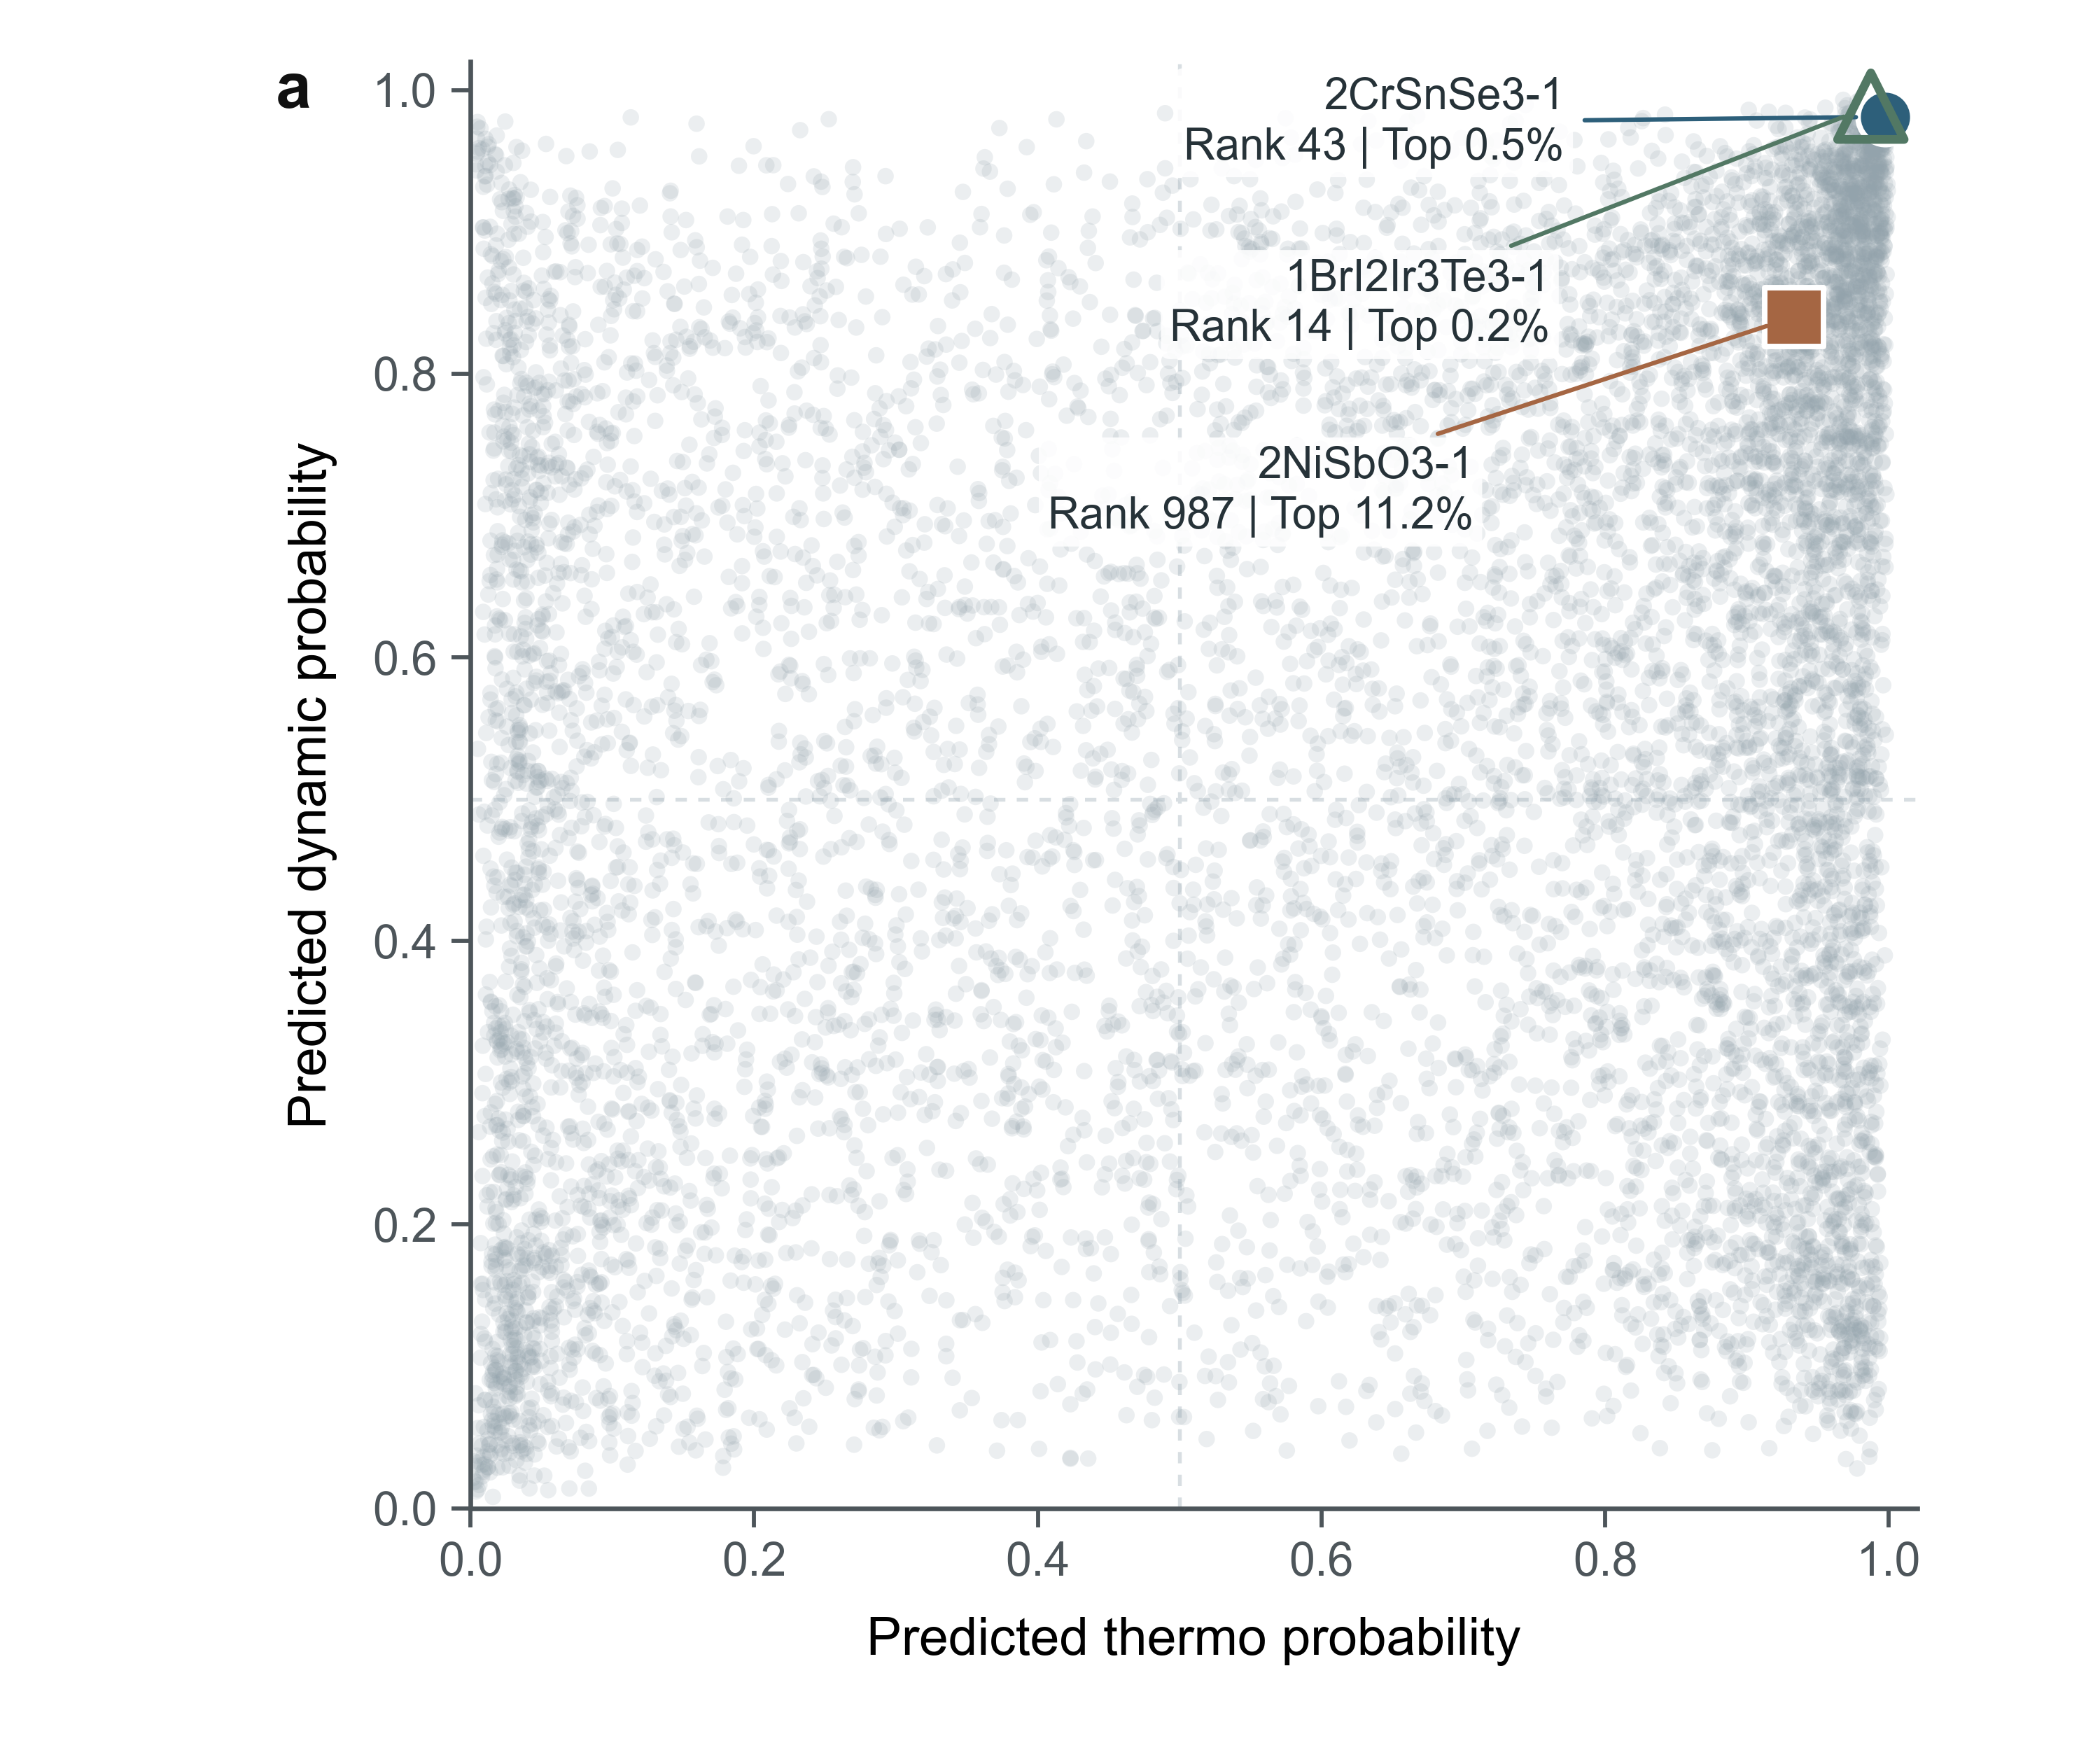 a
1.0
0.8
0.6
0.4
0.2
0.0
Predicted dynamic probability
2CrSnSe3-1
Rank 43 | Top 0.5%
1BrI2Ir3Te3-1
Rank 14 | Top 0.2%
2NiSbO3-1
Rank 987 | Top 11.2%
0.0 0.2 0.4 0.6 0.8 1.0
Predicted thermo probability